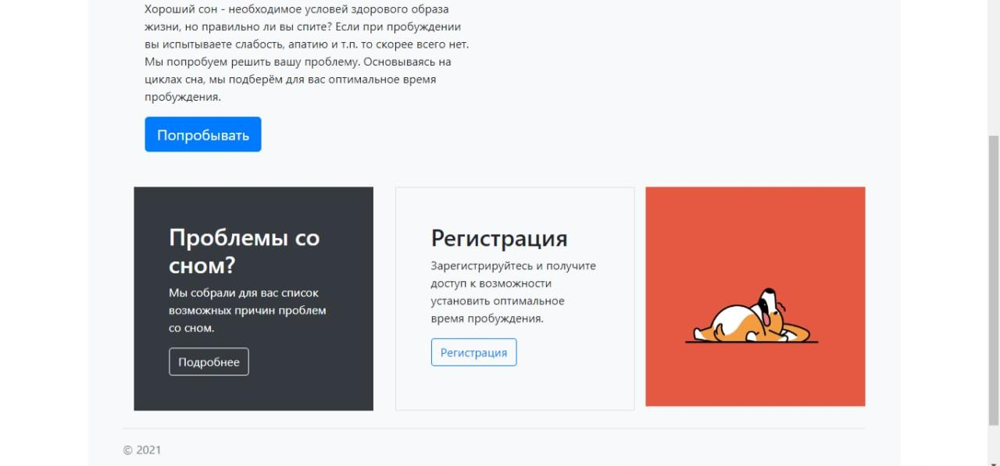 Хороший сон - необходимое условей здорового образа
жизни, но правильно ли вы спите? Если при пробуждении
вы испытываете слабость, апатию и т.п. то скорее всего нет.
Мы попробуем решить вашу проблему. Основываясь на
циклах сна, мы подберём для вас оптимальное время
пробуждения.
Попробывать
Проблемы со
сном?
Мы собрали для вас список
возможных причин проблем
со сном.
Подробнее
Регистрация
Зарегистрируйтесь и получите
доступ к возможности
установить оптимальное
время пробуждения.
Регистрация
© 2021